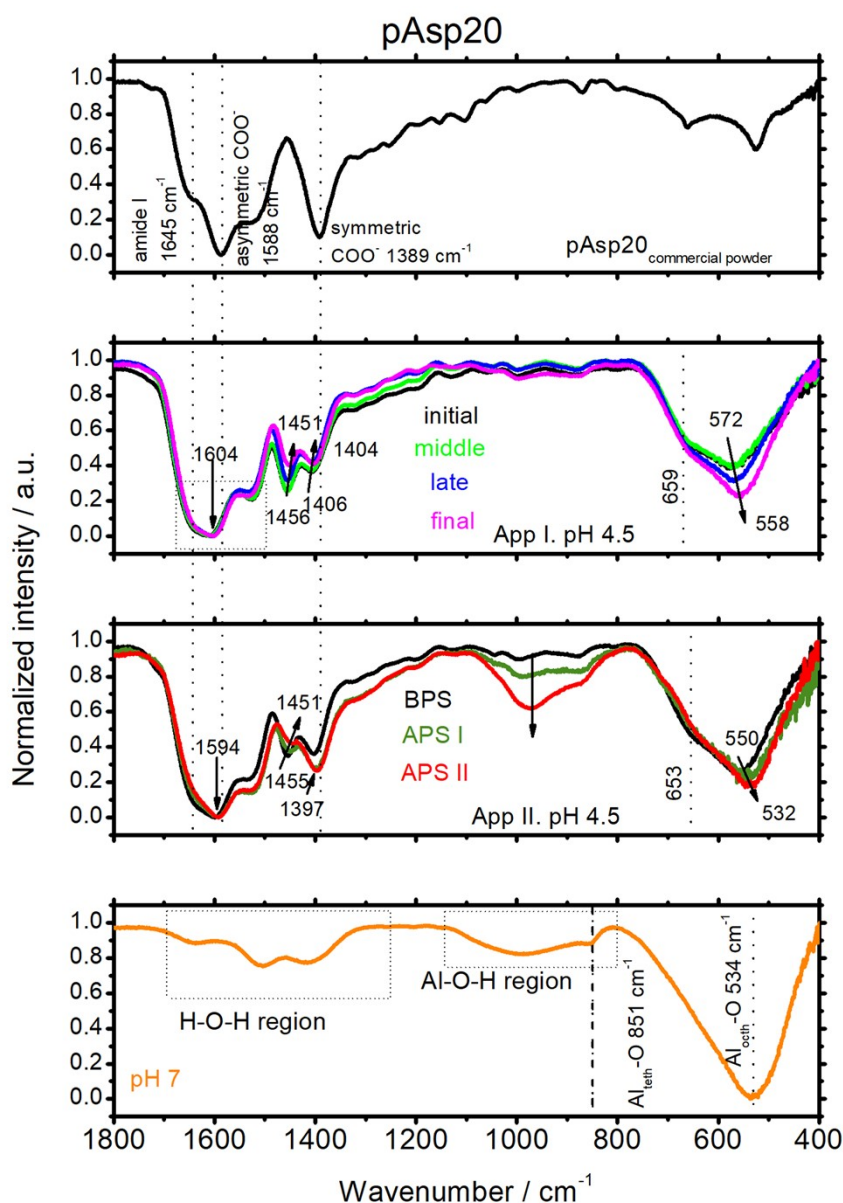 pAsp20
Normalized intensity / a.u.
1.0
0.8
0.6
0.4
0.2
0.0
amide I
1645 cm⁻¹
asymmetric COO⁻
1588 cm⁻¹
symmetric
COO⁻ 1389 cm⁻¹
pAsp20commercial powder
1.0
0.8
0.6
0.4
0.2
0.0
1604
1451
1456
1406
1404
initial
middle
late
final
659
572
558
App I. pH 4.5
1.0
0.8
0.6
0.4
0.2
0.0
1594
1451
1455
1397
BPS
APS I
APS II
653
550
532
App II. pH 4.5
1.0
0.8
0.6
0.4
0.2
0.0
H-O-H region
Al-O-H region
Alteth-O 851 cm⁻¹
Alocth-O 534 cm⁻¹
pH 7
1800 1600 1400 1200 1000 800 600 400
Wavenumber / cm⁻¹